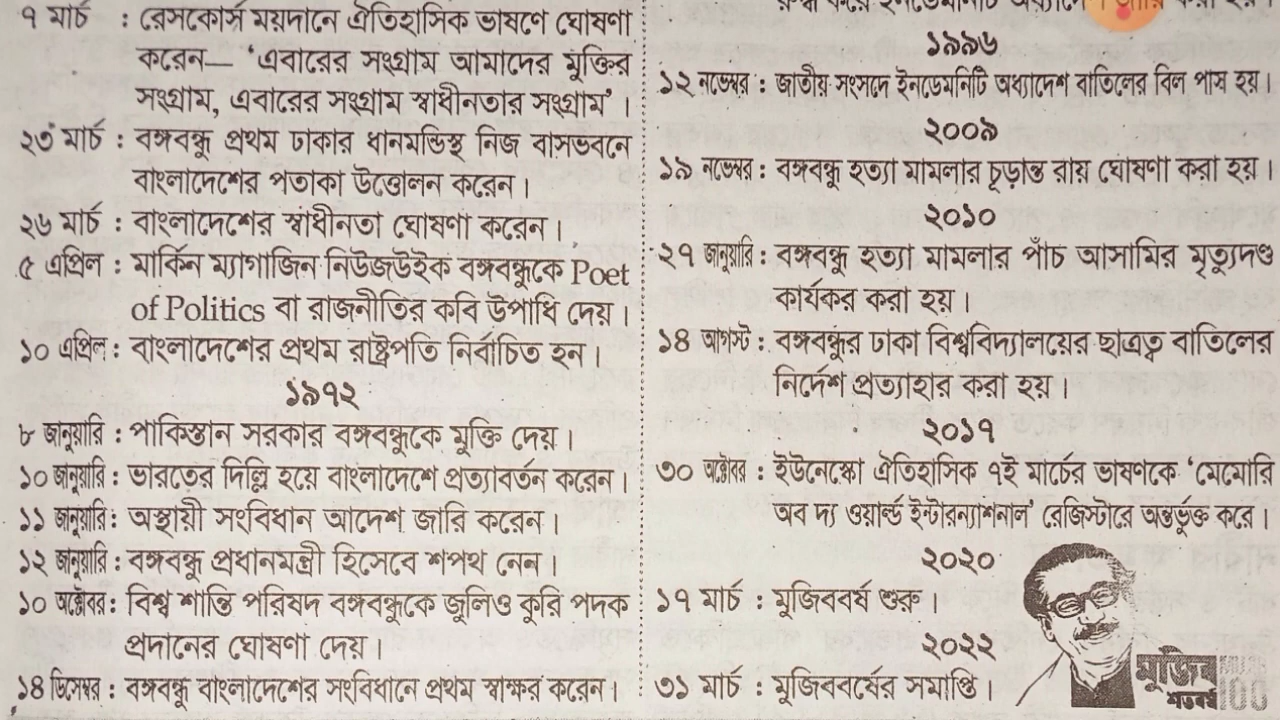 ৭ মার্চ : রেসকোর্স ময়দানে ঐতিহাসিক ভাষণে ঘোষণা
করেন— ‘এবারের সংগ্রাম আমাদের মুক্তির
সংগ্রাম, এবারের সংগ্রাম স্বাধীনতার সংগ্রাম’।
২৩ মার্চ : বঙ্গবন্ধু প্রথম ঢাকার ধানমন্ডিস্থ নিজ বাসভবনে
বাংলাদেশের পতাকা উত্তোলন করেন।
২৬ মার্চ : বাংলাদেশের স্বাধীনতা ঘোষণা করেন।
৫ এপ্রিল : মার্কিন ম্যাগাজিন নিউজউইক বঙ্গবন্ধুকে Poet
of Politics বা রাজনীতির কবি উপাধি দেয়।
১০ এপ্রিল : বাংলাদেশের প্রথম রাষ্ট্রপতি নির্বাচিত হন।
১৯৭২
৮ জানুয়ারি : পাকিস্তান সরকার বঙ্গবন্ধুকে মুক্তি দেয়।
১০ জানুয়ারি : ভারতের দিল্লি হয়ে বাংলাদেশে প্রত্যাবর্তন করেন।
১১ জানুয়ারি : অস্থায়ী সংবিধান আদেশ জারি করেন।
১২ জানুয়ারি : বঙ্গবন্ধু প্রধানমন্ত্রী হিসেবে শপথ নেন।
১০ অক্টোবর : বিশ্ব শান্তি পরিষদ বঙ্গবন্ধুকে জুলিও কুরি পদক
প্রদানের ঘোষণা দেয়।
১৪ ডিসেম্বর : বঙ্গবন্ধু বাংলাদেশের সংবিধানে প্রথম স্বাক্ষর করেন।
১৯৯৬
১২ নভেম্বর : জাতীয় সংসদে ইনডেমনিটি অধ্যাদেশ বাতিলের বিল পাস হয়।
২০০৯
১৯ নভেম্বর : বঙ্গবন্ধু হত্যা মামলার চূড়ান্ত রায় ঘোষণা করা হয়।
২০১০
২৭ জানুয়ারি : বঙ্গবন্ধু হত্যা মামলার পাঁচ আসামির মৃত্যুদণ্ড
কার্যকর করা হয়।
১৪ আগস্ট : বঙ্গবন্ধুর ঢাকা বিশ্ববিদ্যালয়ের ছাত্রত্ব বাতিলের
নির্দেশ প্রত্যাহার করা হয়।
২০১৭
৩০ অক্টোবর : ইউনেস্কো ঐতিহাসিক ৭ই মার্চের ভাষণকে ‘মেমোরি
অব দ্য ওয়ার্ল্ড ইন্টারন্যাশনাল’ রেজিস্টারে অন্তর্ভুক্ত করে।
২০২০
১৭ মার্চ : মুজিববর্ষ শুরু।
২০২২
৩১ মার্চ : মুজিববর্ষের সমাপ্তি।
মুজিব
শতবর্ষ 100